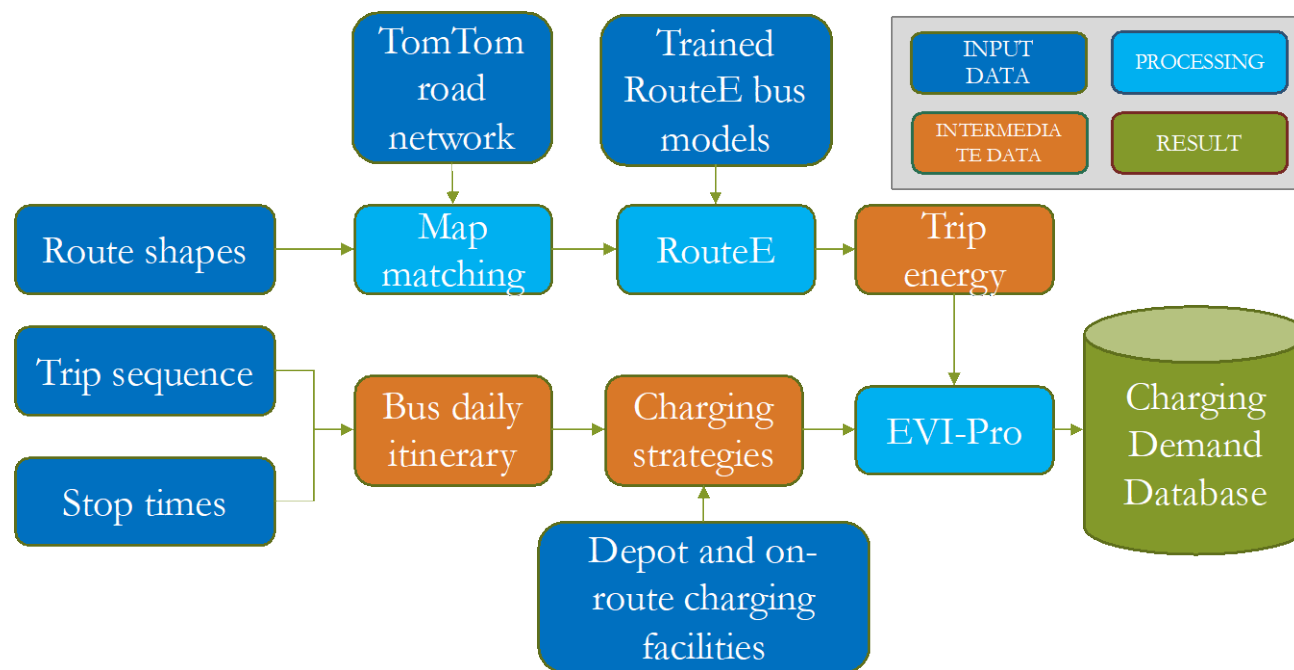 TomTom
road
network
Trained
RouteE bus
models
INPUT
DATA
PROCESSING
INTERMEDIA
TE DATA
RESULT
Route shapes
Map
matching
RouteE
Trip
energy
Trip sequence
Stop times
Bus daily
itinerary
Charging
strategies
EVI-Pro
Charging
Demand
Database
Depot and on-
route charging
facilities